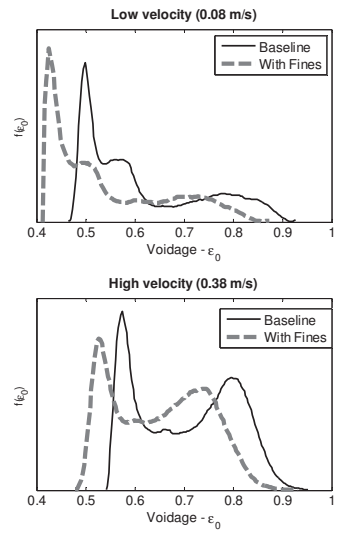 Low velocity (0.08 m/s)
Baseline
With Fines
f(ε₀)
0.4 0.5 0.6 0.7 0.8 0.9 1
Voidage - ε₀
High velocity (0.38 m/s)
Baseline
With Fines
f(ε₀)
0.4 0.5 0.6 0.7 0.8 0.9 1
Voidage - ε₀